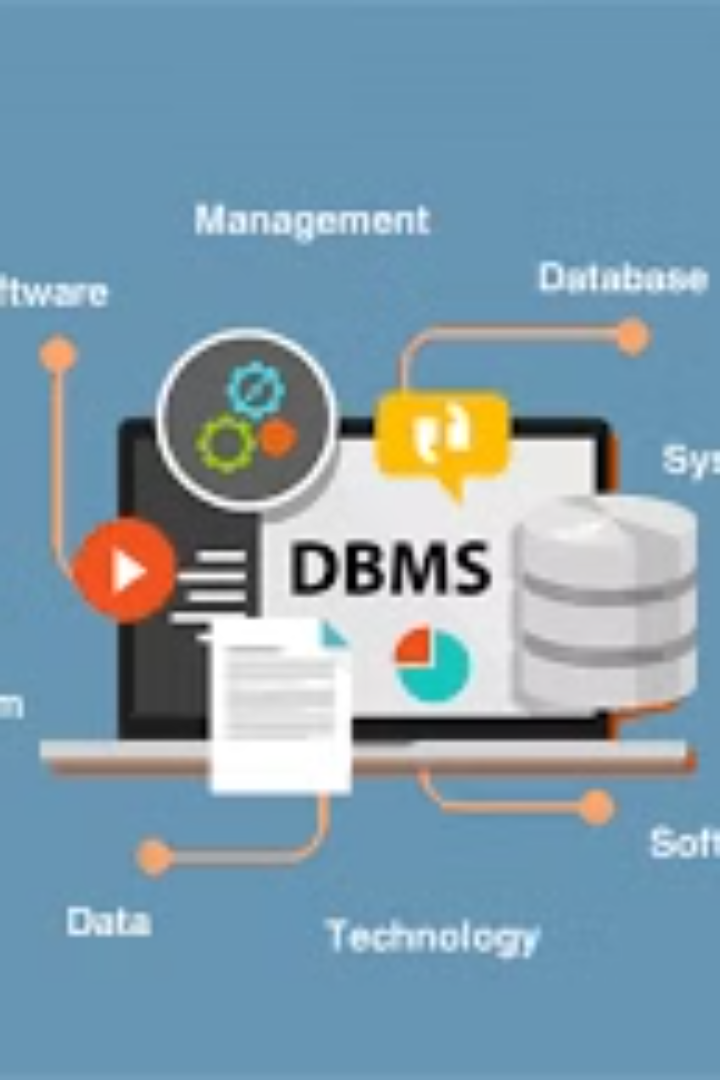 Management
Database
ftware
Sys
DBMS
m
Soft
Data
Technology